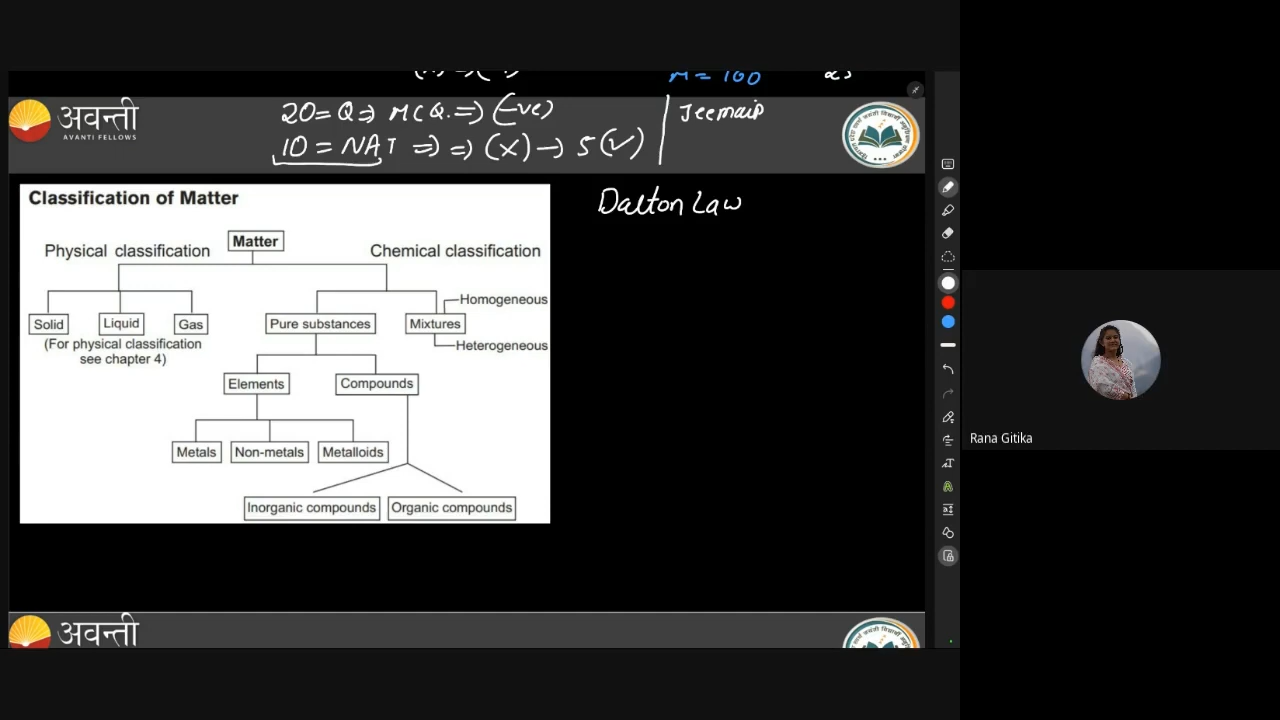 M = 100
अवन्ती
AVANTI FELLOWS
20 = Q ⇒ MCQ. ⇒ (-ve)
Jeemain
10 = NAT ⇒ ⇒ (x) → 5 (✓)
Classification of Matter
Dalton Law
Matter
Physical classification
Chemical classification
Homogeneous
Solid
Liquid
Gas
Pure substances
Mixtures
(For physical classification
see chapter 4)
Heterogeneous
Elements
Compounds
Metals
Non-metals
Metalloids
Inorganic compounds
Organic compounds
Rana Gitika
अवन्ती